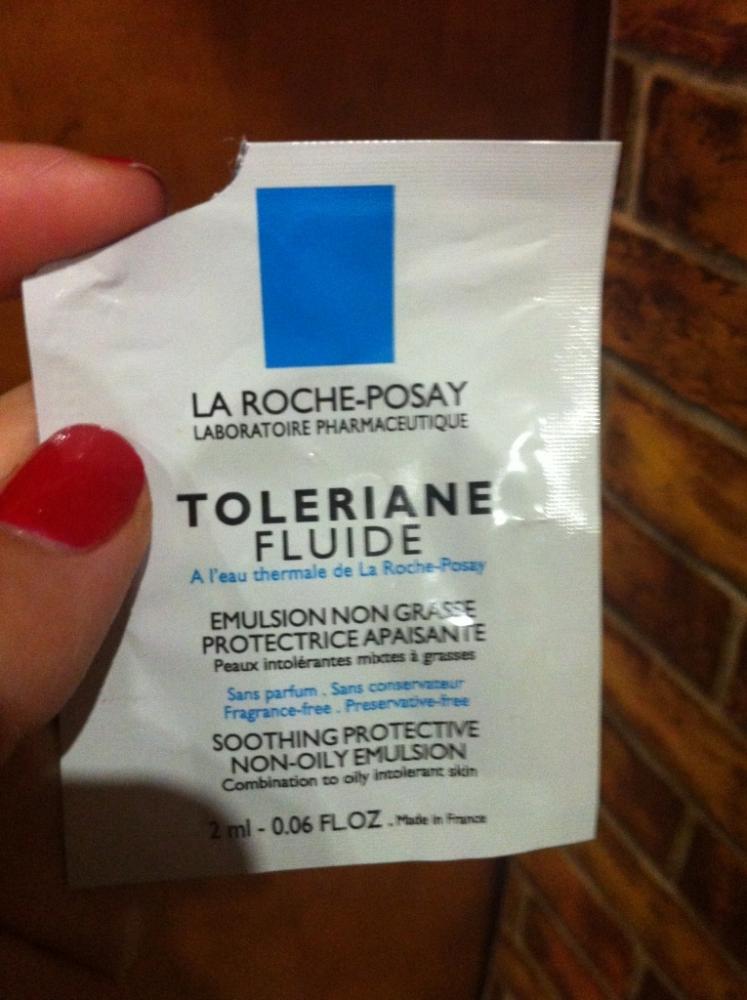 LA ROCHE-POSAY
LABORATOIRE PHARMACEUTIQUE
TOLERIANE
FLUIDE
A l'eau thermale de La Roche-Posay
EMULSION NON GRASSE
PROTECTRICE APAISANTE
Peaux intolérantes mixtes à grasses
Sans parfum . Sans conservateur
Fragrance-free . Preservative-free
SOOTHING PROTECTIVE
NON-OILY EMULSION
Combination to oily intolerant skin
2 ml - 0.06 FL.OZ . Made in France